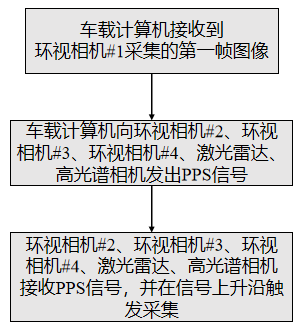 车载计算机接收到
环视相机#1采集的第一帧图像
车载计算机向环视相机#2、环视
相机#3、环视相机#4、激光雷达、
高光谱相机发出PPS信号
环视相机#2、环视相机#3、环视
相机#4、激光雷达、高光谱相机
接收PPS信号，并在信号上升沿触
发采集